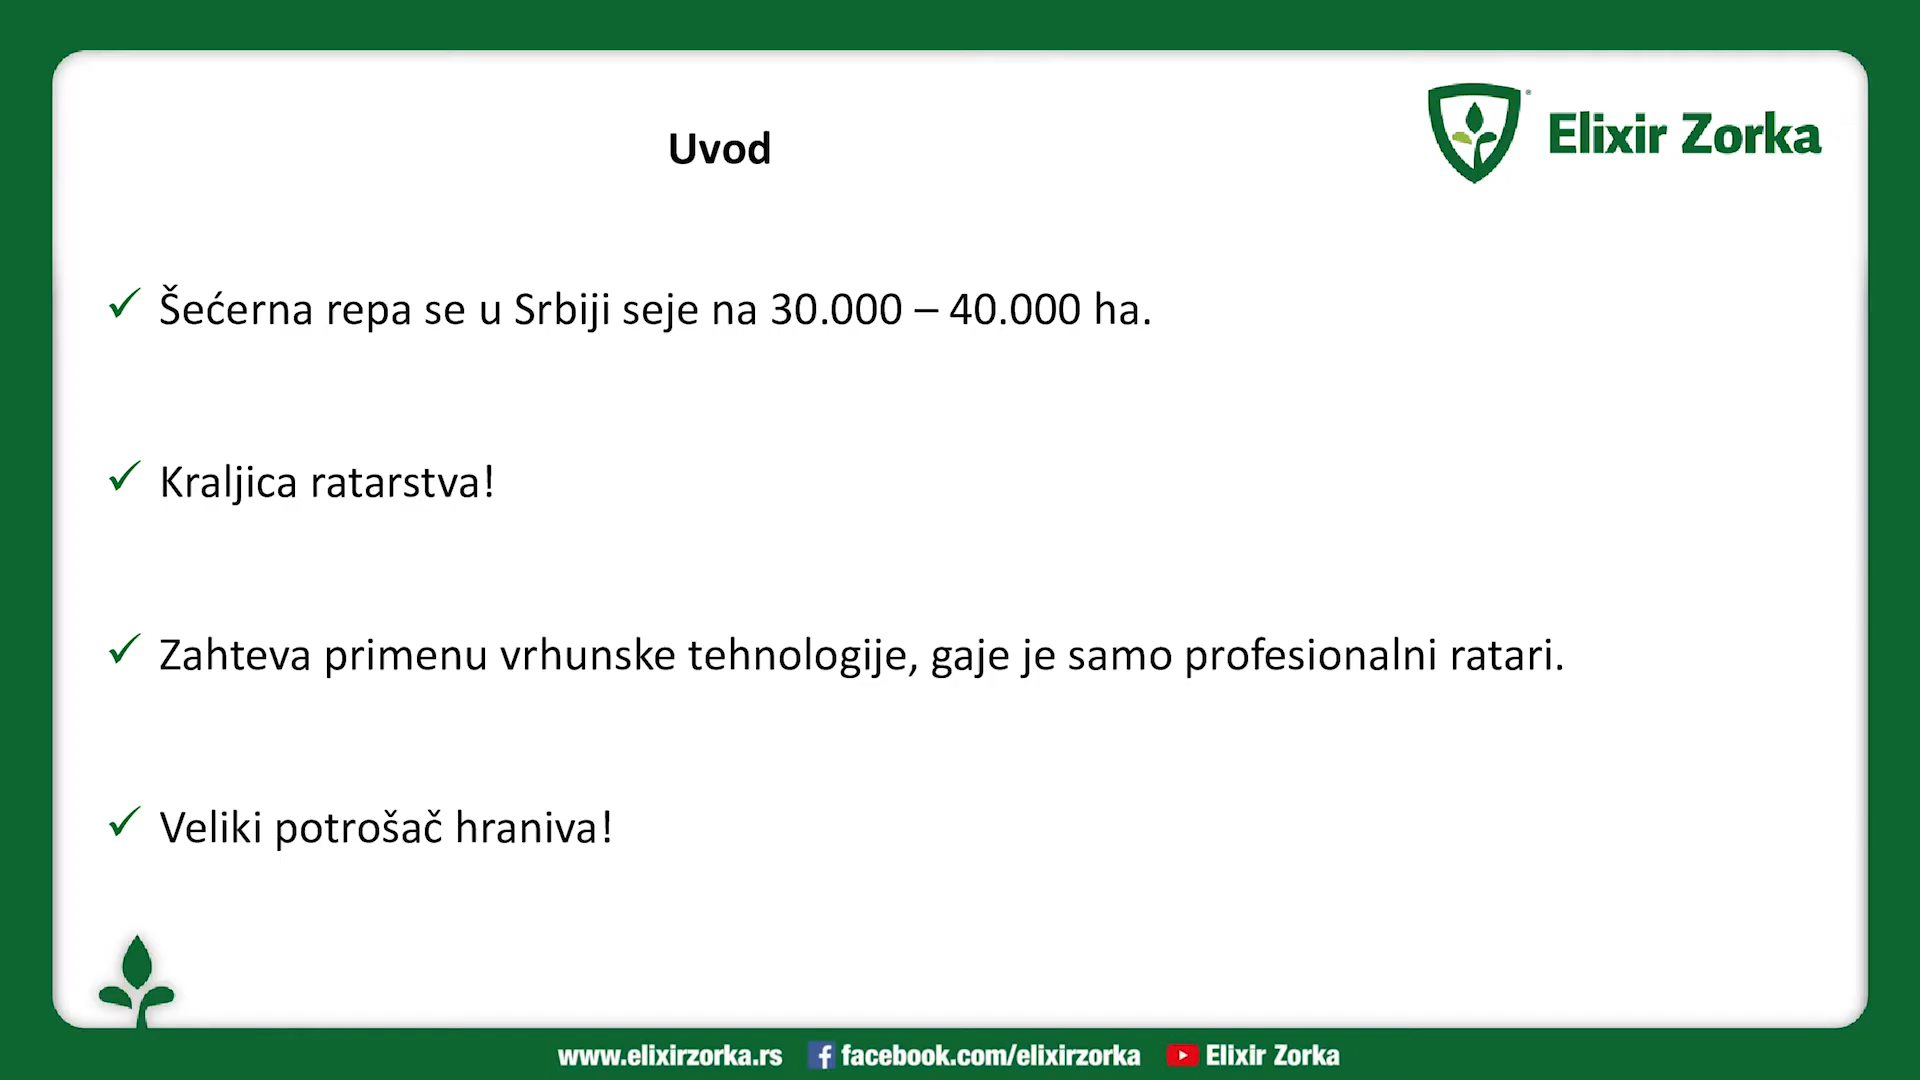 Elixir Zorka
Uvod
Šećerna repa se u Srbiji seje na 30.000 – 40.000 ha.
Kraljica ratarstva!
Zahteva primenu vrhunske tehnologije, gaje je samo profesionalni ratari.
Veliki potrošač hraniva!
www.elixirzorka.rs facebook.com/elixirzorka Elixir Zorka